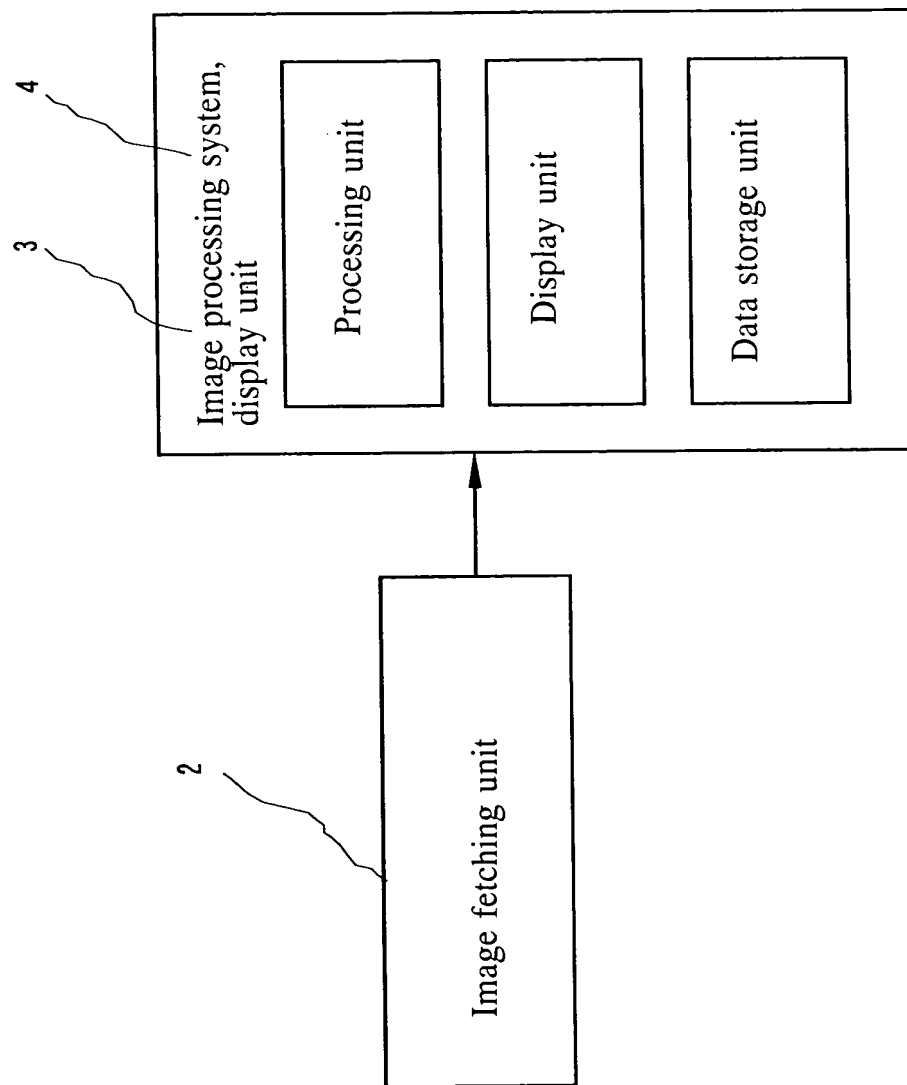 4
3
Image processing system,
display unit
Processing unit
Display unit
Data storage unit
2
Image fetching unit